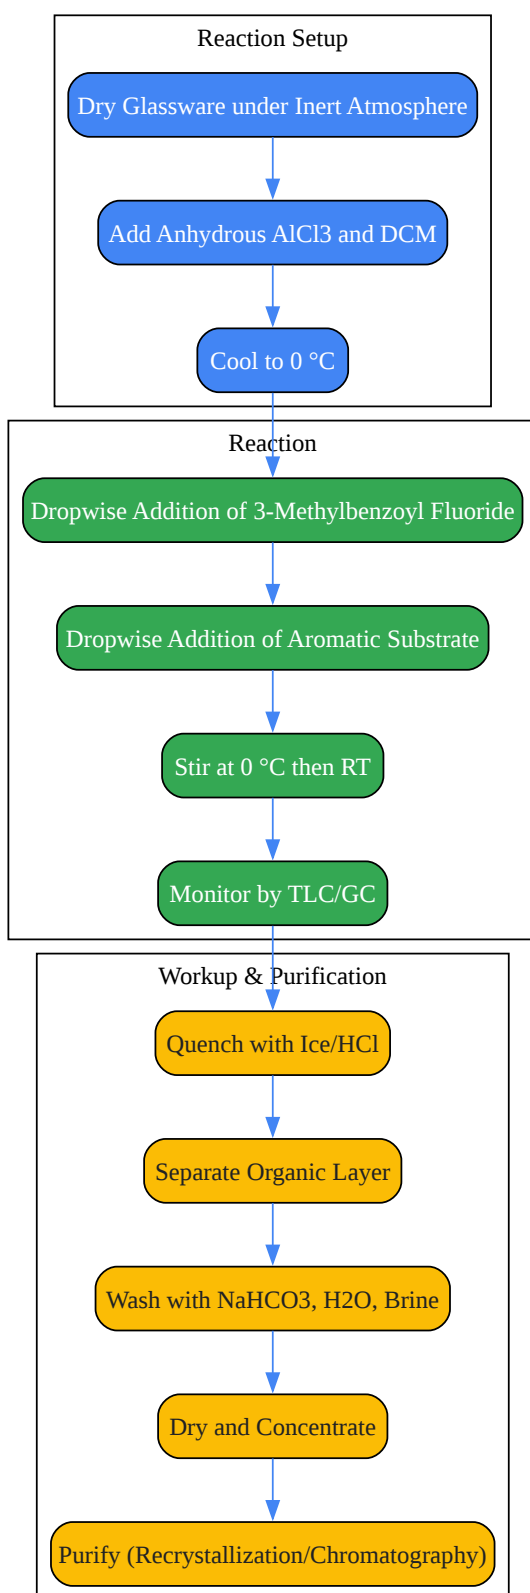 Reaction Setup
Dry Glassware under Inert Atmosphere
Add Anhydrous AlCl3 and DCM
Cool to 0 °C
Reaction
Dropwise Addition of 3-Methylbenzoyl Fluoride
Dropwise Addition of Aromatic Substrate
Stir at 0 °C then RT
Monitor by TLC/GC
Workup & Purification
Quench with Ice/HCl
Separate Organic Layer
Wash with NaHCO3, H2O, Brine
Dry and Concentrate
Purify (Recrystallization/Chromatography)